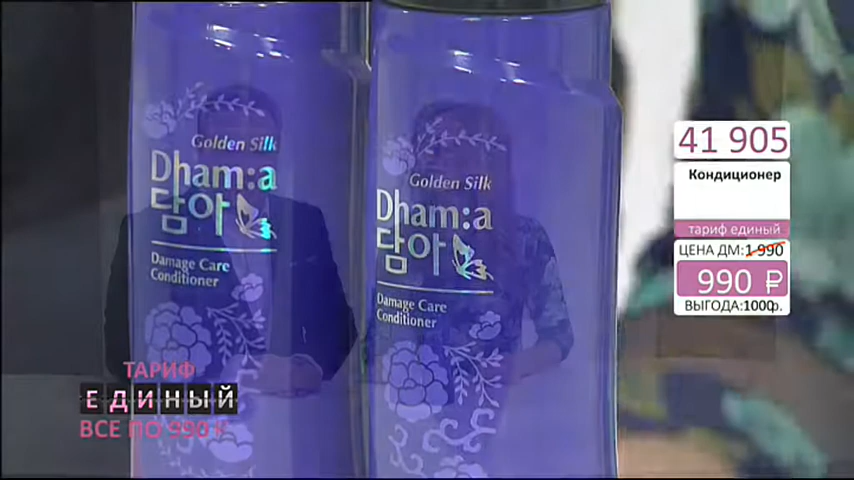 Golden Silk
Dham:a
담아
Damage Care
Conditioner
Golden Silk
Dham:a
담아
Damage Care
Conditioner
41 905
Кондиционер
тариф единый
ЦЕНА ДМ:1 990
990 ₽
ВЫГОДА:1000р.
ТАРИФ
ЕДИНЫЙ
ВСЕ ПО 990 ₽